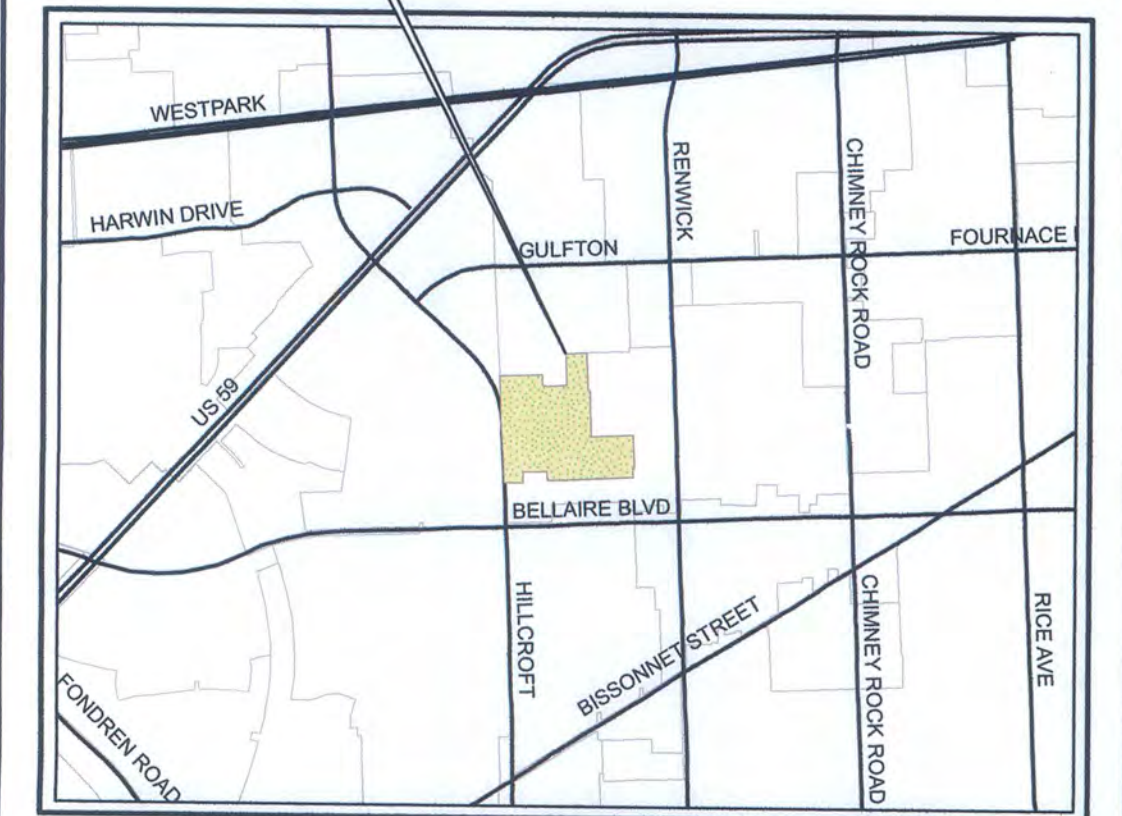 WESTPARK
HARWIN DRIVE
RENWICK
CHIMNEY ROCK ROAD
GULFTON
FOURNACE
US 59
BELLAIRE BLVD
HILLCROFT
BISSONNET STREET
CHIMNEY ROCK ROAD
RICE AVE
FONDREN ROAD